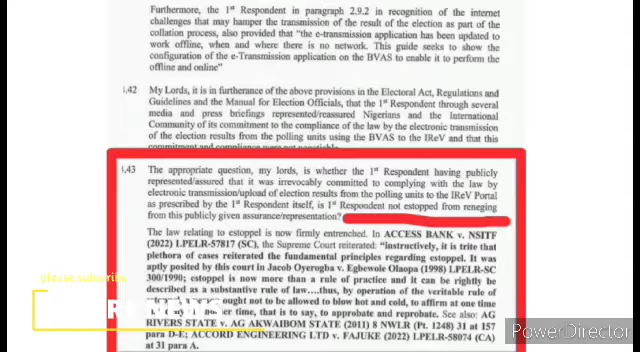 Furthermore, the 1st Respondent in paragraph 2.9.2 in recognition of the internet
challenges that may hamper the transmission of the result of the election as part of the
collation process, also provided that "the e-transmission application has been updated to
work offline, when and where there is no network. This guide seeks to show the
configuration of the e-Transmission application on the BVAS to enable it to perform the
offline and online"
.42 My Lords, it is in furtherance of the above provisions in the Electoral Act, Regulations and
Guidelines and the Manual for Election Officials, that the 1st Respondent through several
media and press briefings represented/reassured Nigerians and the International
Community of its commitment to the compliance of the law by the electronic transmission
of the election results from the polling units using the BVAS to the IReV and that this
commitment and compliance were not negotiable
.43 The appropriate question, my lords, is whether the 1st Respondent having publicly
represented/assured that it was irrevocably committed to complying with the law by
electronic transmission/upload of election results from the polling units to the IReV Portal
as prescribed by the 1st Respondent itself, is 1st Respondent not estopped from reneging
from this publicly given assurance/representation?
The law relating to estoppel is now firmly entrenched. In ACCESS BANK v. NSITF
(2022) LPELR-57817 (SC), the Supreme Court reiterated: "instructively, it is trite that
plethora of cases reiterated the fundamental principles regarding estoppel. It was
aptly posited by this court in Jacob Oyerogba v. Egbewole Olaopa (1998) LPELR-SC
300/1990; estoppel is now more than a rule of practice and it can be rightly be
please subscribe
described as a substantive rule of law....thus, by operation of the veritable rule of
ought not to be allowed to blow hot and cold, to affirm at one time
other time, that is to say, to approbate and reprobate. See also: AG
RIVERS STATE v. AG AKWAIBOM STATE (2011) 8 NWLR (Pt. 1248) 31 at 157
para D-E; ACCORD ENGINEERING LTD v. FAJUKE (2022) LPELR-58074 (CA)
at 31 para A.
PowerDirector